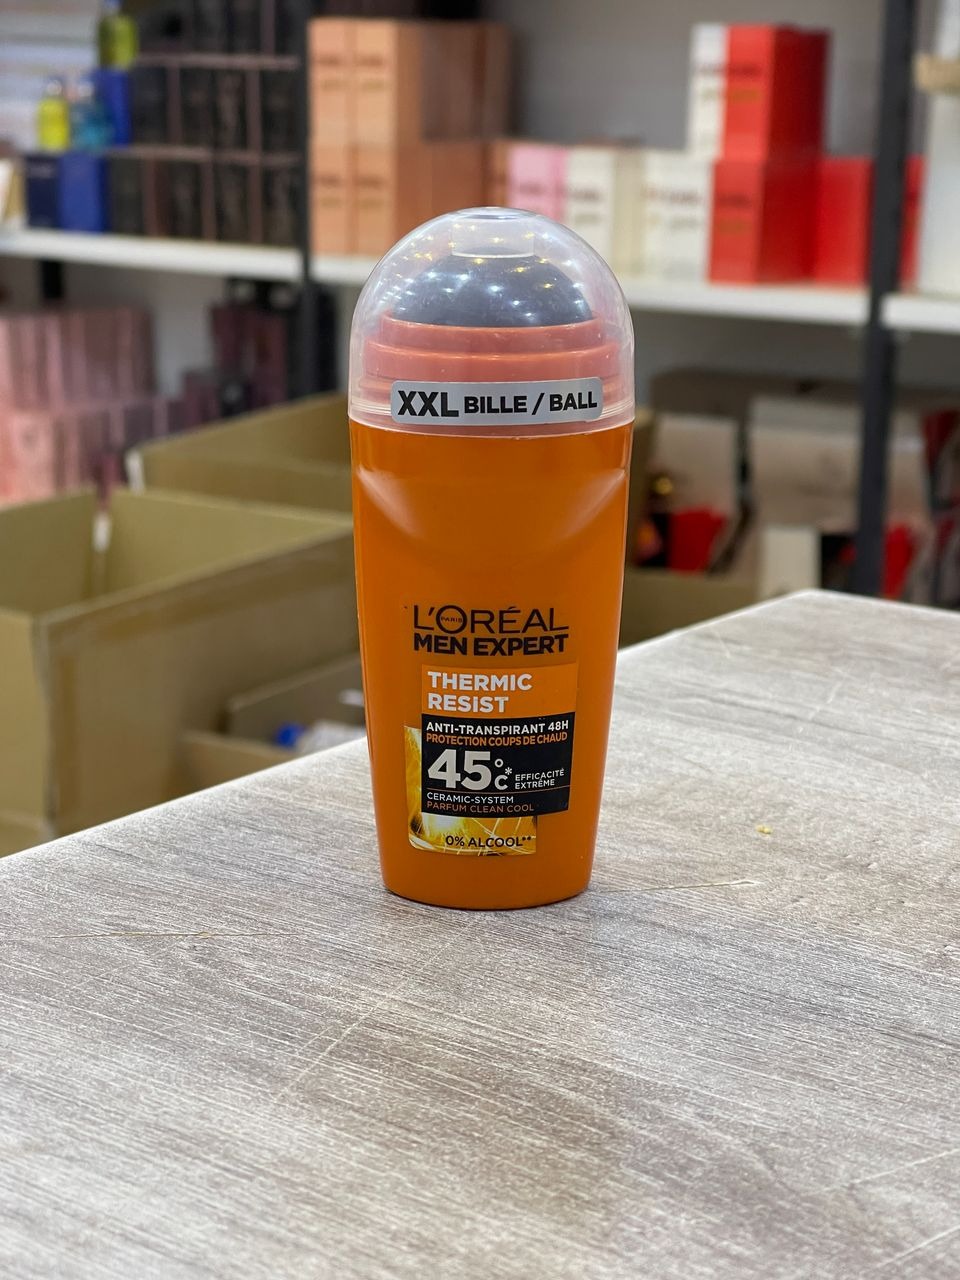 XXL BILLE / BALL
L'ORÉAL
PARIS
MEN EXPERT
THERMIC
RESIST
ANTI-TRANSPIRANT 48H
PROTECTION COUPS DE CHAUD
45°C*
EFFICACITÉ
EXTRÊME
CERAMIC-SYSTEM
PARFUM CLEAN COOL
0% ALCOOL**